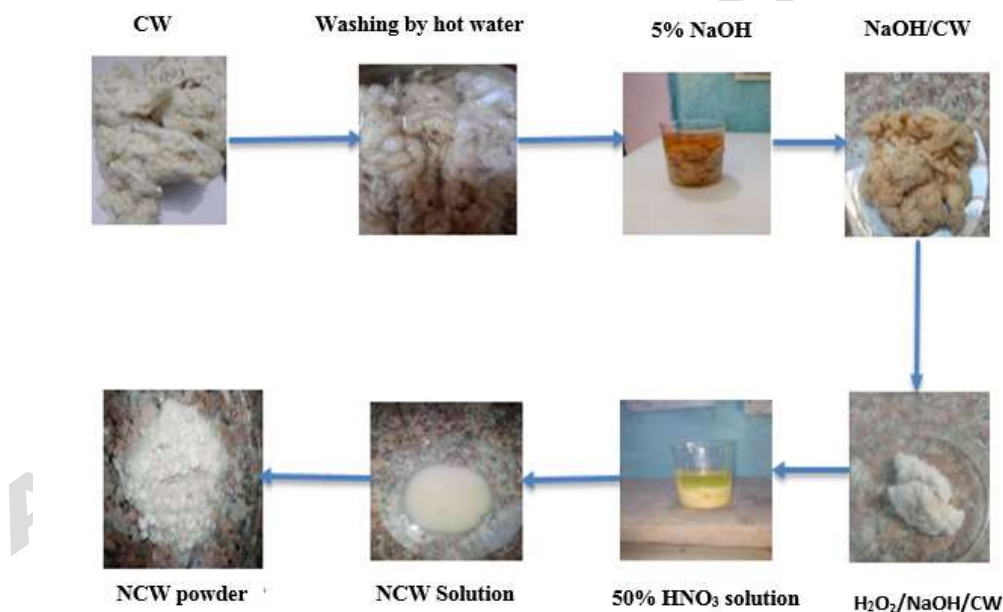 CW
Washing by hot water
5% NaOH
NaOH/CW
NCW powder
NCW Solution
50% HNO₃ solution
H₂O₂/NaOH/CW